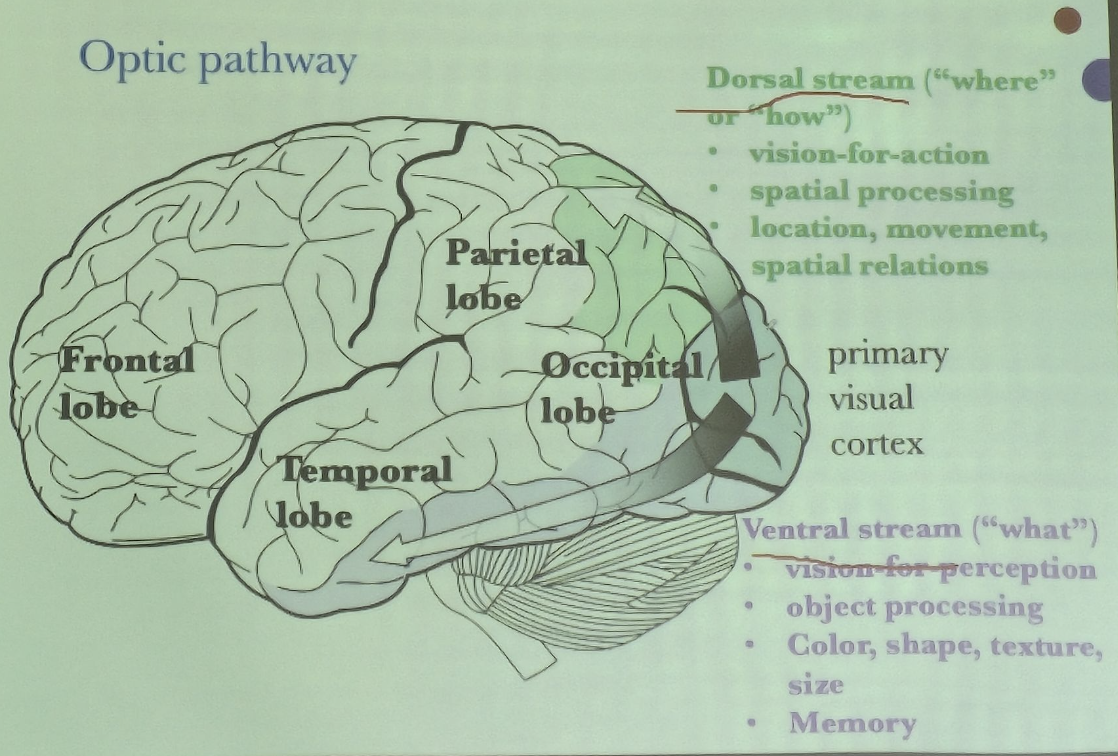 Optic pathway
Dorsal stream (“where”
or “how”)
• vision-for-action
• spatial processing
• location, movement,
spatial relations
Parietal
lobe
Frontal
lobe
Occipital
lobe
primary
visual
cortex
Temporal
lobe
Ventral stream (“what”)
• vision-for-perception
• object processing
• Color, shape, texture,
size
• Memory